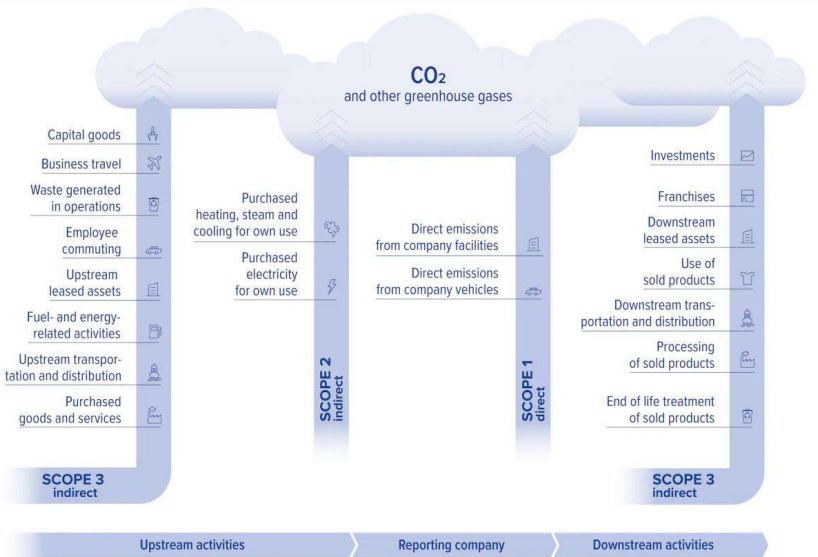 CO2
and other greenhouse gases
Capital goods
Business travel
Waste generated
in operations
Employee
commuting
Upstream
leased assets
Fuel- and energy-
related activities
Upstream transpor-
tation and distribution
Purchased
goods and services
SCOPE 3
indirect
Purchased
heating, steam and
cooling for own use
Purchased
electricity
for own use
SCOPE 2
indirect
Direct emissions
from company facilities
Direct emissions
from company vehicles
SCOPE 1
direct
Investments
Franchises
Downstream
leased assets
Use of
sold products
Downstream trans-
portation and distribution
Processing
of sold products
End of life treatment
of sold products
SCOPE 3
indirect
Upstream activities
Reporting company
Downstream activities